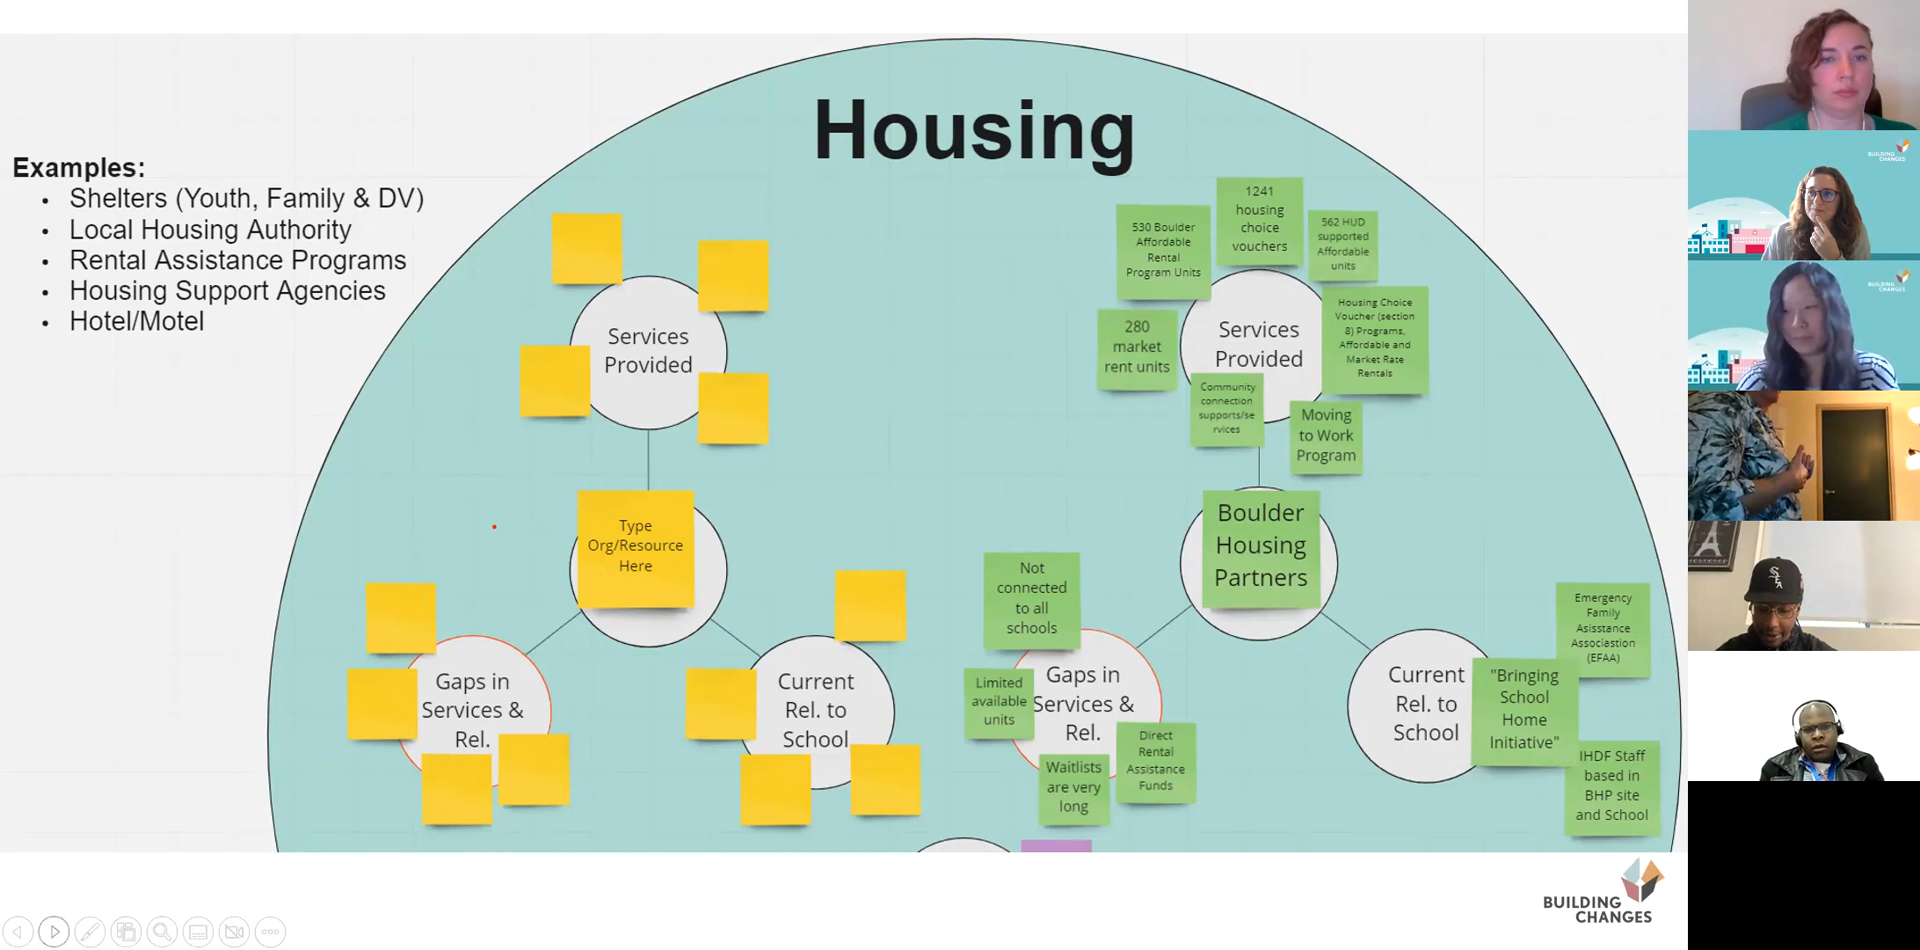 Housing
Examples:
• Shelters (Youth, Family & DV)
• Local Housing Authority
• Rental Assistance Programs
• Housing Support Agencies
• Hotel/Motel
Services
Provided
Type
Org/Resource
Here
Gaps in
Services &
Rel.
Current
Rel. to
School
530 Boulder
Affordable
Rental
Program Units
1241
housing
choice
vouchers
562 HUD
supported
Affordable
units
280
market
rent units
Services
Provided
Housing Choice
Voucher (section
8) Programs,
Affordable and
Market Rate
Rentals
Community
connection
supports/se
rvices
Moving
to Work
Program
Boulder
Housing
Partners
Not
connected
to all
schools
Limited
available
units
Gaps in
Services &
Rel.
Waitlists
are very
long
Direct
Rental
Assistance
Funds
Current
Rel. to
School
Emergency
Family
Asisstance
Associastion
(EFAA)
"Bringing
School
Home
Initiative"
IHDF Staff
based in
BHP site
and School
BUILDING
CHANGES
BUILDING
CHANGES
BUILDING
CHANGES